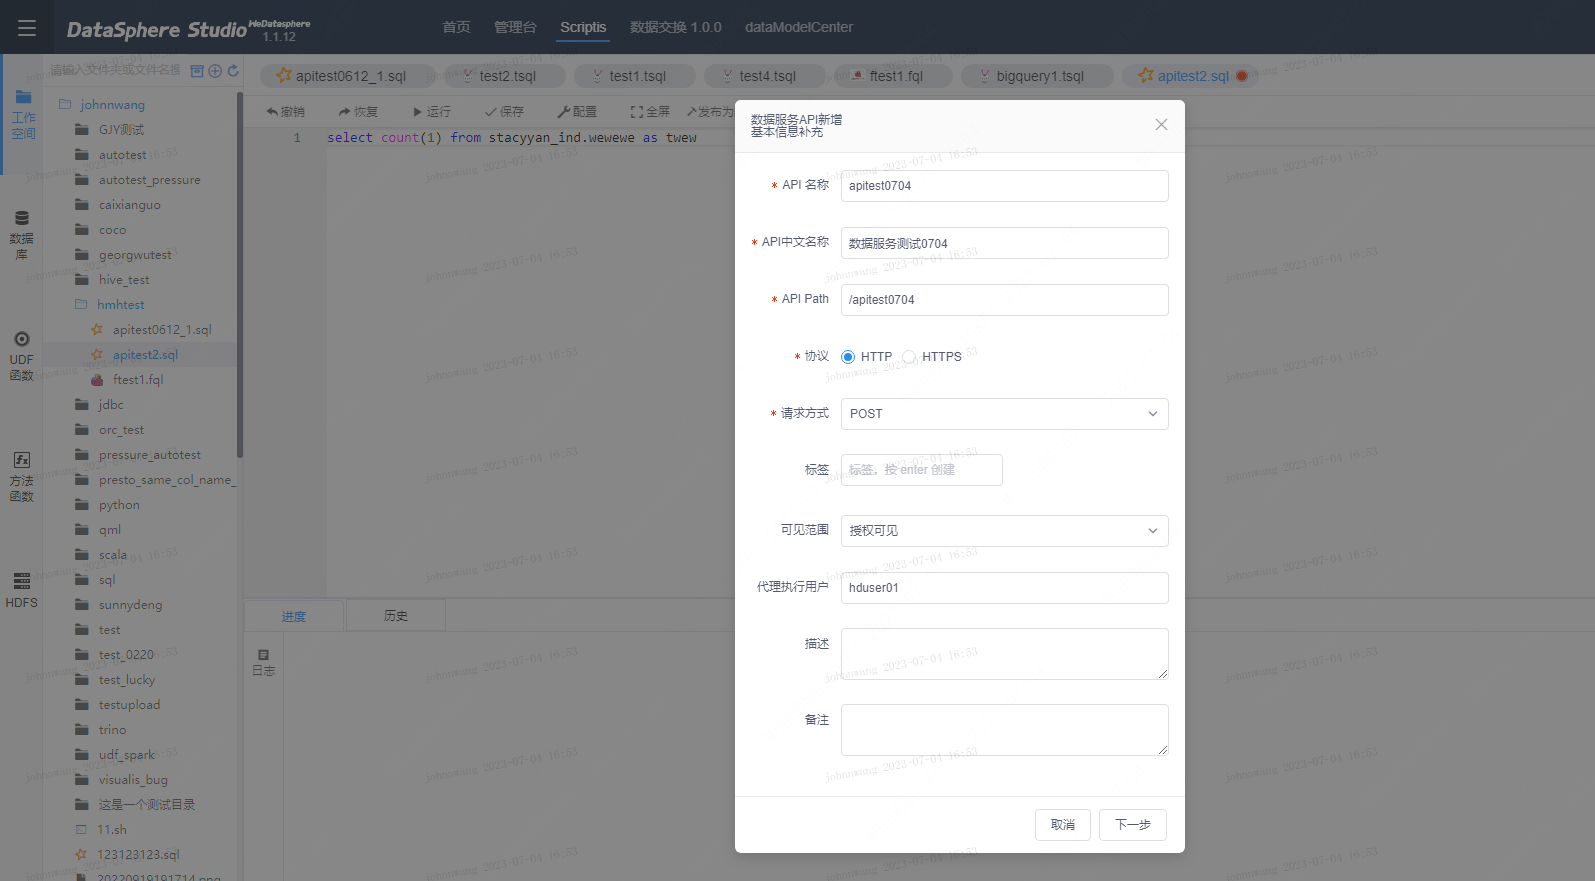 DataSphere Studio WeDatasphere 1.1.12
首页 管理台 Scriptis 数据交换 1.0.0 dataModelCenter
请输入文件夹或文件名搜
apitest0612_1.sql test2.tsql test1.tsql test4.tsql ftest1.fql bigquery1.tsql apitest2.sql
撤销 恢复 运行 保存 配置 全屏 发布为
1 select count(1) from stacyyan_ind.wewewe as twew
工作空间
数据库
UDF函数
方法函数
HDFS
johnnwang
GJY测试
autotest
autotest_pressure
caixianguo
coco
georgwutest
hive_test
hmhtest
apitest0612_1.sql
apitest2.sql
ftest1.fql
jdbc
orc_test
pressure_autotest
presto_same_col_name_
python
qml
scala
sql
sunnydeng
test
test_0220
test_lucky
testupload
trino
udf_spark
visualis_bug
这是一个测试目录
11.sh
123123123.sql
20220919191714.png
进度 历史
日志
数据服务API新增
基本信息补充
* API 名称 apitest0704
* API中文名称 数据服务测试0704
* API Path /apitest0704
* 协议 HTTP HTTPS
* 请求方式 POST
标签 标签，按 enter 创建
可见范围 授权可见
代理执行用户 hduser01
描述
备注
取消 下一步
johnnwang 2023-07-04 16:53